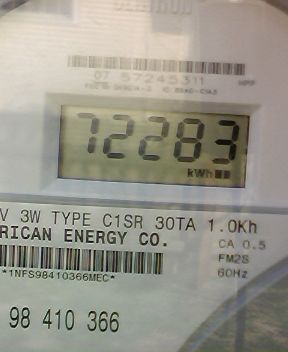 CENTRON
07 57245311
72283
kWh
V 3W TYPE C1SR 30TA 1.0Kh
RICAN ENERGY CO.
CA 0.5
*1NFS98410366MEC*
FM2S
60Hz
98 410 366